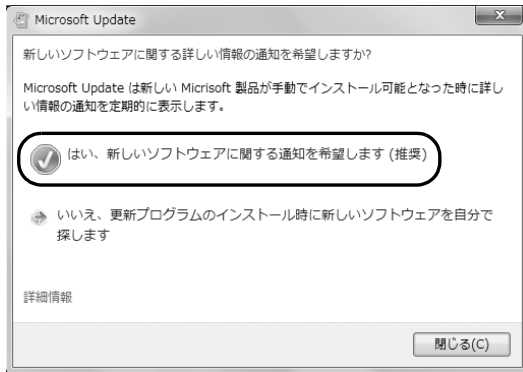 Microsoft Update
新しいソフトウェアに関する詳しい情報の通知を希望しますか?
Microsoft Update は新しい Micrisoft 製品が手動でインストール可能となった時に詳し
い情報の通知を定期的に表示します。
はい、新しいソフトウェアに関する通知を希望します (推奨)
いいえ、更新プログラムのインストール時に新しいソフトウェアを自分で
探します
詳細情報
閉じる(C)